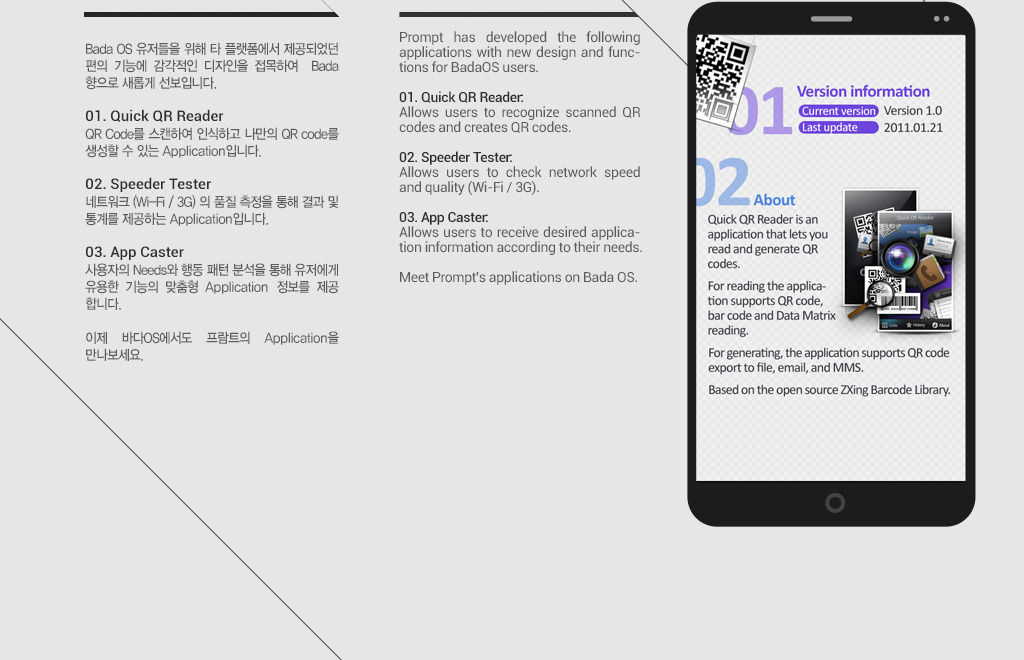 Bada OS 유저들을 위해 타 플랫폼에서 제공되었던
편의 기능에 감각적인 디자인을 접목하여 Bada
향으로 새롭게 선보입니다.
01. Quick QR Reader
QR Code를 스캔하여 인식하고 나만의 QR code를
생성할 수 있는 Application입니다.
02. Speeder Tester
네트워크 (Wi-Fi / 3G) 의 품질 측정을 통해 결과 및
통계를 제공하는 Application입니다.
03. App Caster
사용자의 Needs와 행동 패턴 분석을 통해 유저에게
유용한 기능의 맞춤형 Application 정보를 제공
합니다.
이제 바다OS에서도 프람트의 Application을
만나보세요.
Prompt has developed the following
applications with new design and func-
tions for BadaOS users.
01. Quick QR Reader:
Allows users to recognize scanned QR
codes and creates QR codes.
02. Speeder Tester:
Allows users to check network speed
and quality (Wi-Fi / 3G).
03. App Caster:
Allows users to receive desired applica-
tion information according to their needs.
Meet Prompt's applications on Bada OS.
01 Version information
Current version Version 1.0
Last update 2011.01.21
02 About
Quick QR Reader is an
application that lets you
read and generate QR
codes.
For reading the applica-
tion supports QR code,
bar code and Data Matrix
reading.
For generating, the application supports QR code
export to file, email, and MMS.
Based on the open source ZXing Barcode Library.
Quick QR Reader
Code History About